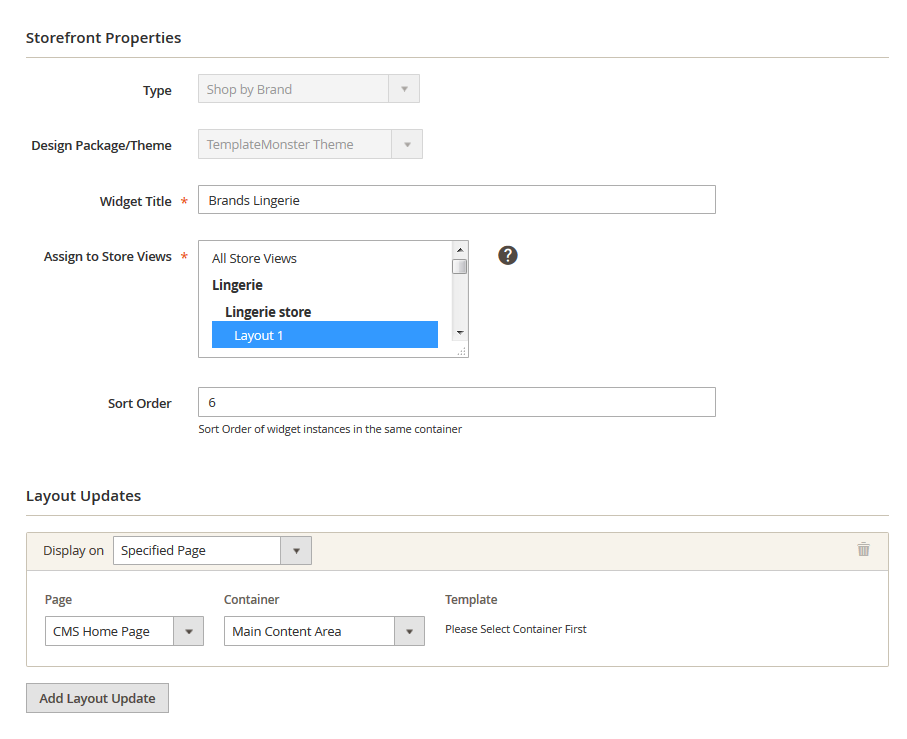 Storefront Properties
Type
Shop by Brand
Design Package/Theme
TemplateMonster Theme
Widget Title *
Brands Lingerie
Assign to Store Views *
All Store Views
Lingerie
Lingerie store
Layout 1
?
Sort Order
6
Sort Order of widget instances in the same container
Layout Updates
Display on
Specified Page
Page
Container
Template
CMS Home Page
Main Content Area
Please Select Container First
Add Layout Update